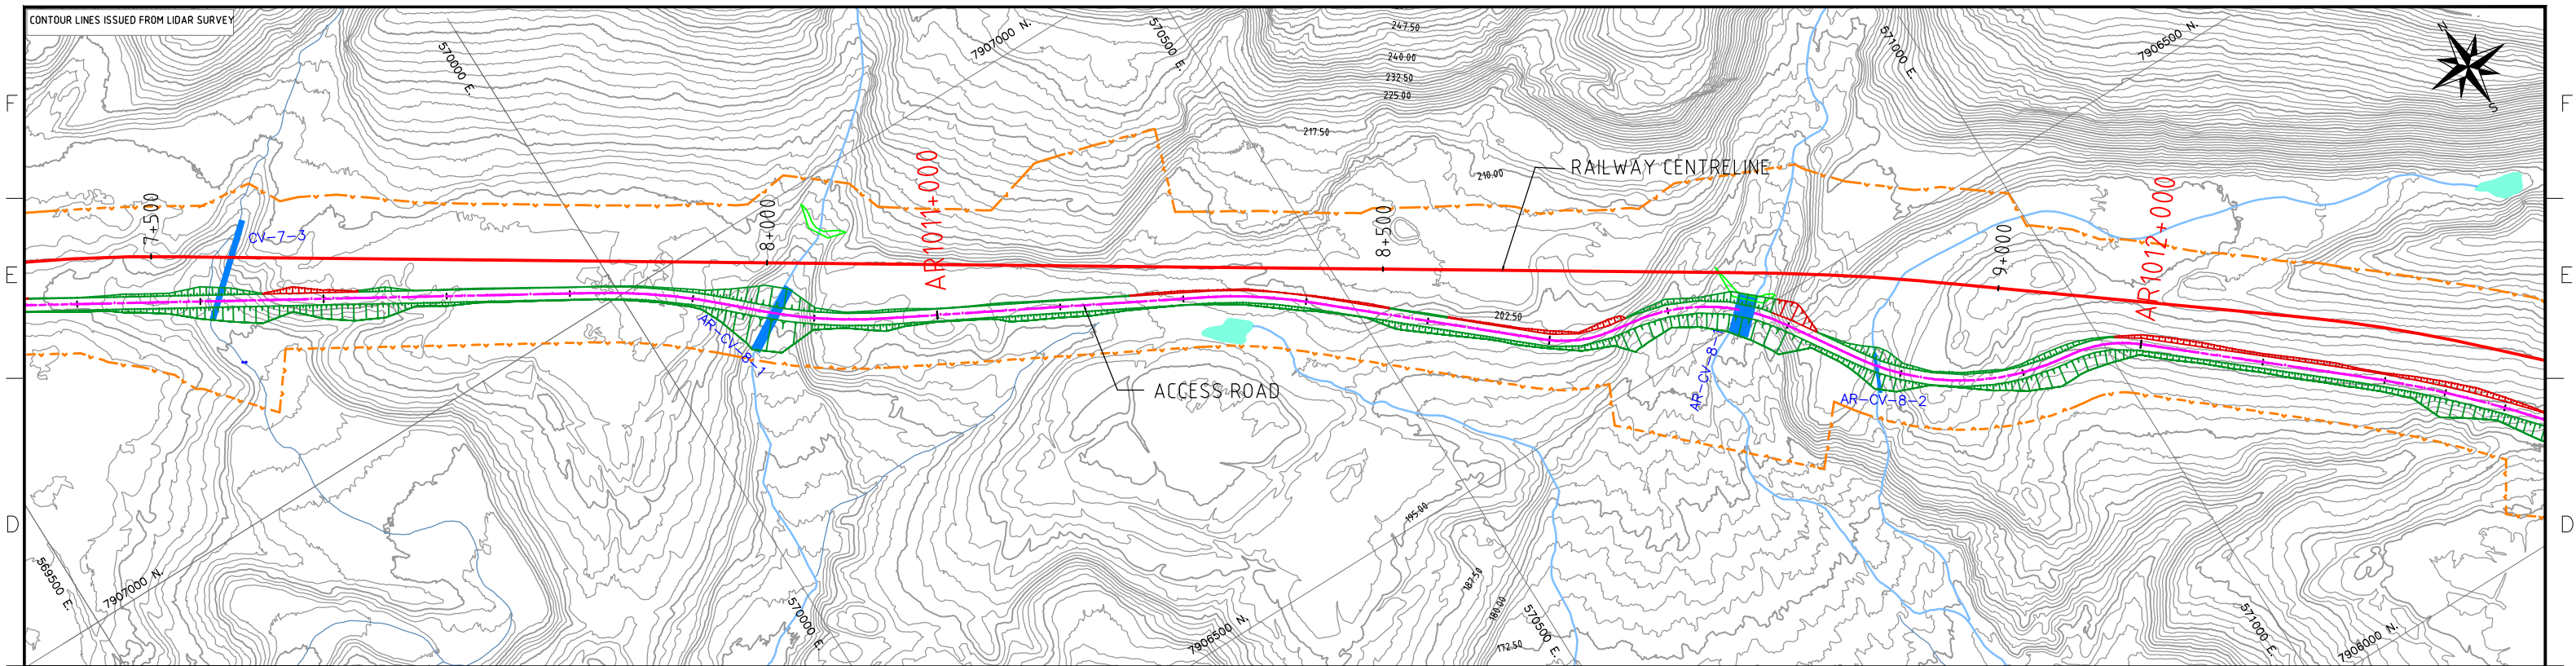 CONTOUR LINES ISSUED FROM LIDAR SURVEY
570000 E.
7907000 N.
570500 E.
247.50
240.00
232.50
225.00
217.50
571000 E.
7906500 N.
N
S
F
F
RAILWAY CENTRELINE
210.00
7+500
CV-7-3
8+000
AR1011+000
8+500
9+000
AR1012+000
E
E
202.50
AR-CV-8-1
ACCESS ROAD
AR-CV-8-
AR-CV-8-2
D
D
195.00
187.50
180.00
172.50
569500 E.
7907000 N.
570000 E.
7906500 N.
570500 E.
571000 E.
7906000 N.